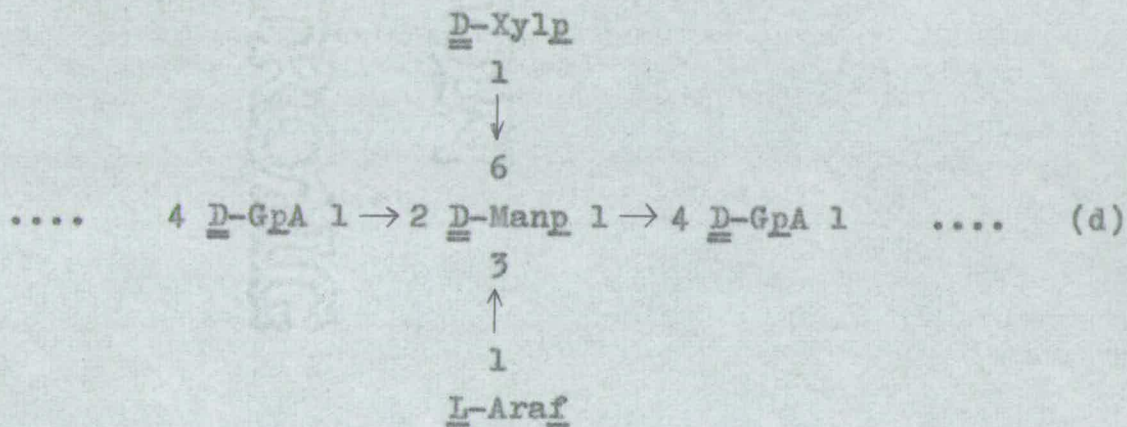 D-Xylp
1
↓
6
.... 4 D-GpA 1 → 2 D-Manp 1 → 4 D-GpA 1 .... (d)
3
↑
1
L-Araf